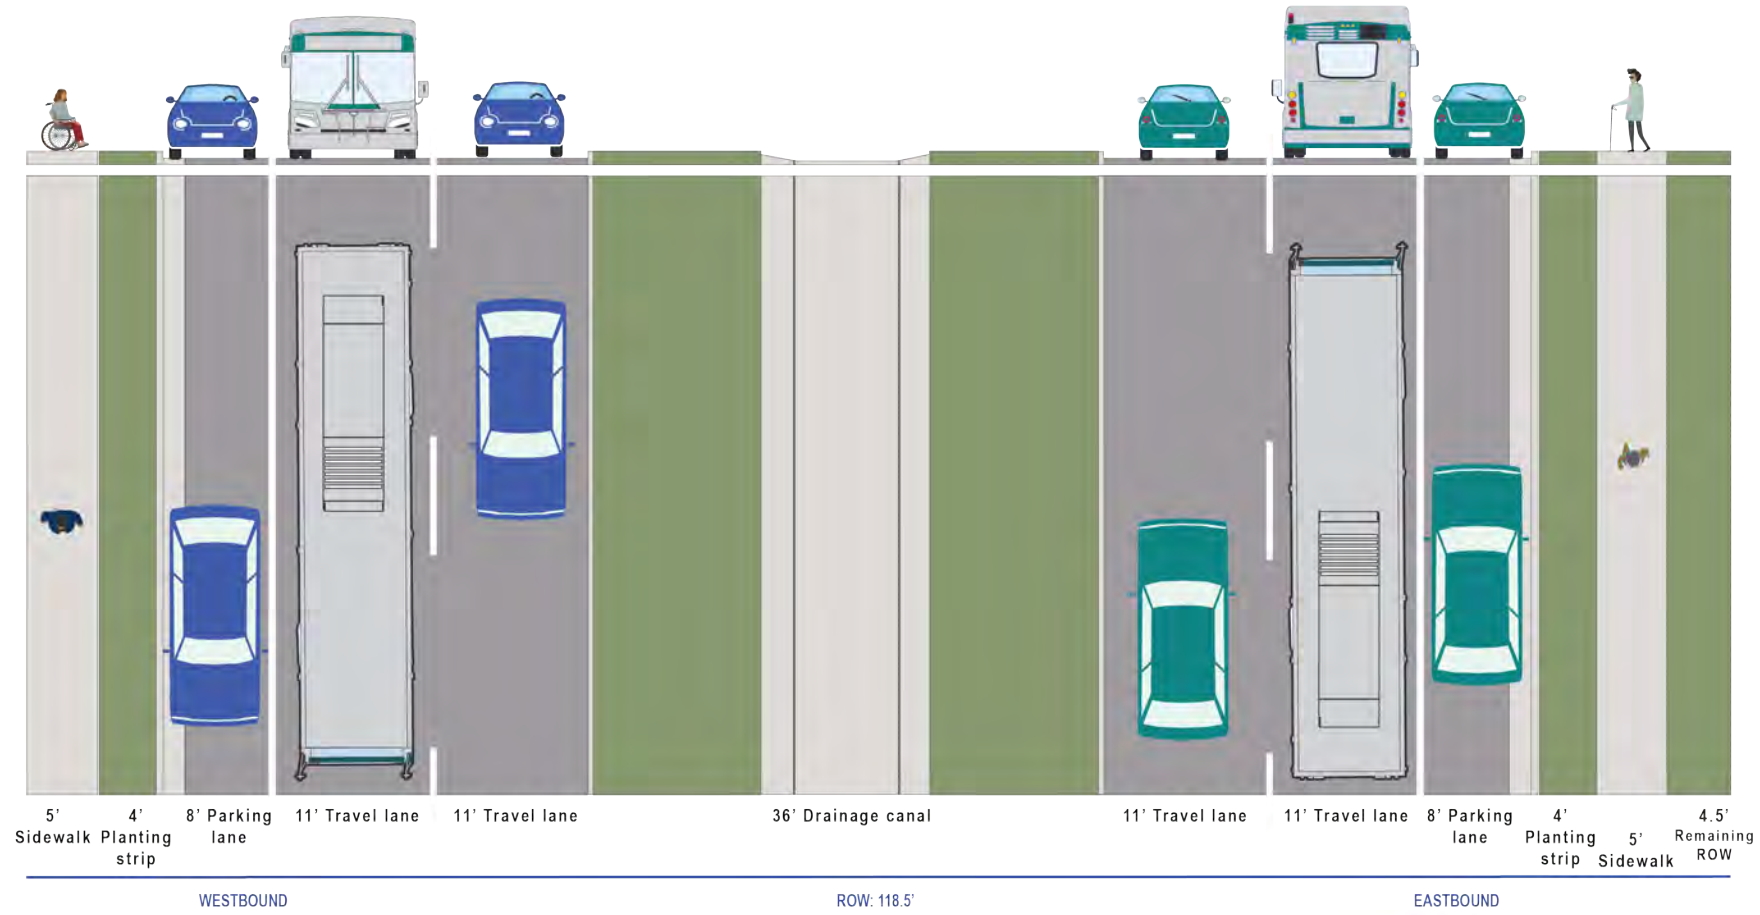 5’
Sidewalk
4’
Planting
strip
8’ Parking
lane
11’ Travel lane
11’ Travel lane
36’ Drainage canal
11’ Travel lane
11’ Travel lane
8’ Parking
lane
4’
Planting
strip
5’
Sidewalk
4.5’
Remaining
ROW
WESTBOUND
ROW: 118.5’
EASTBOUND